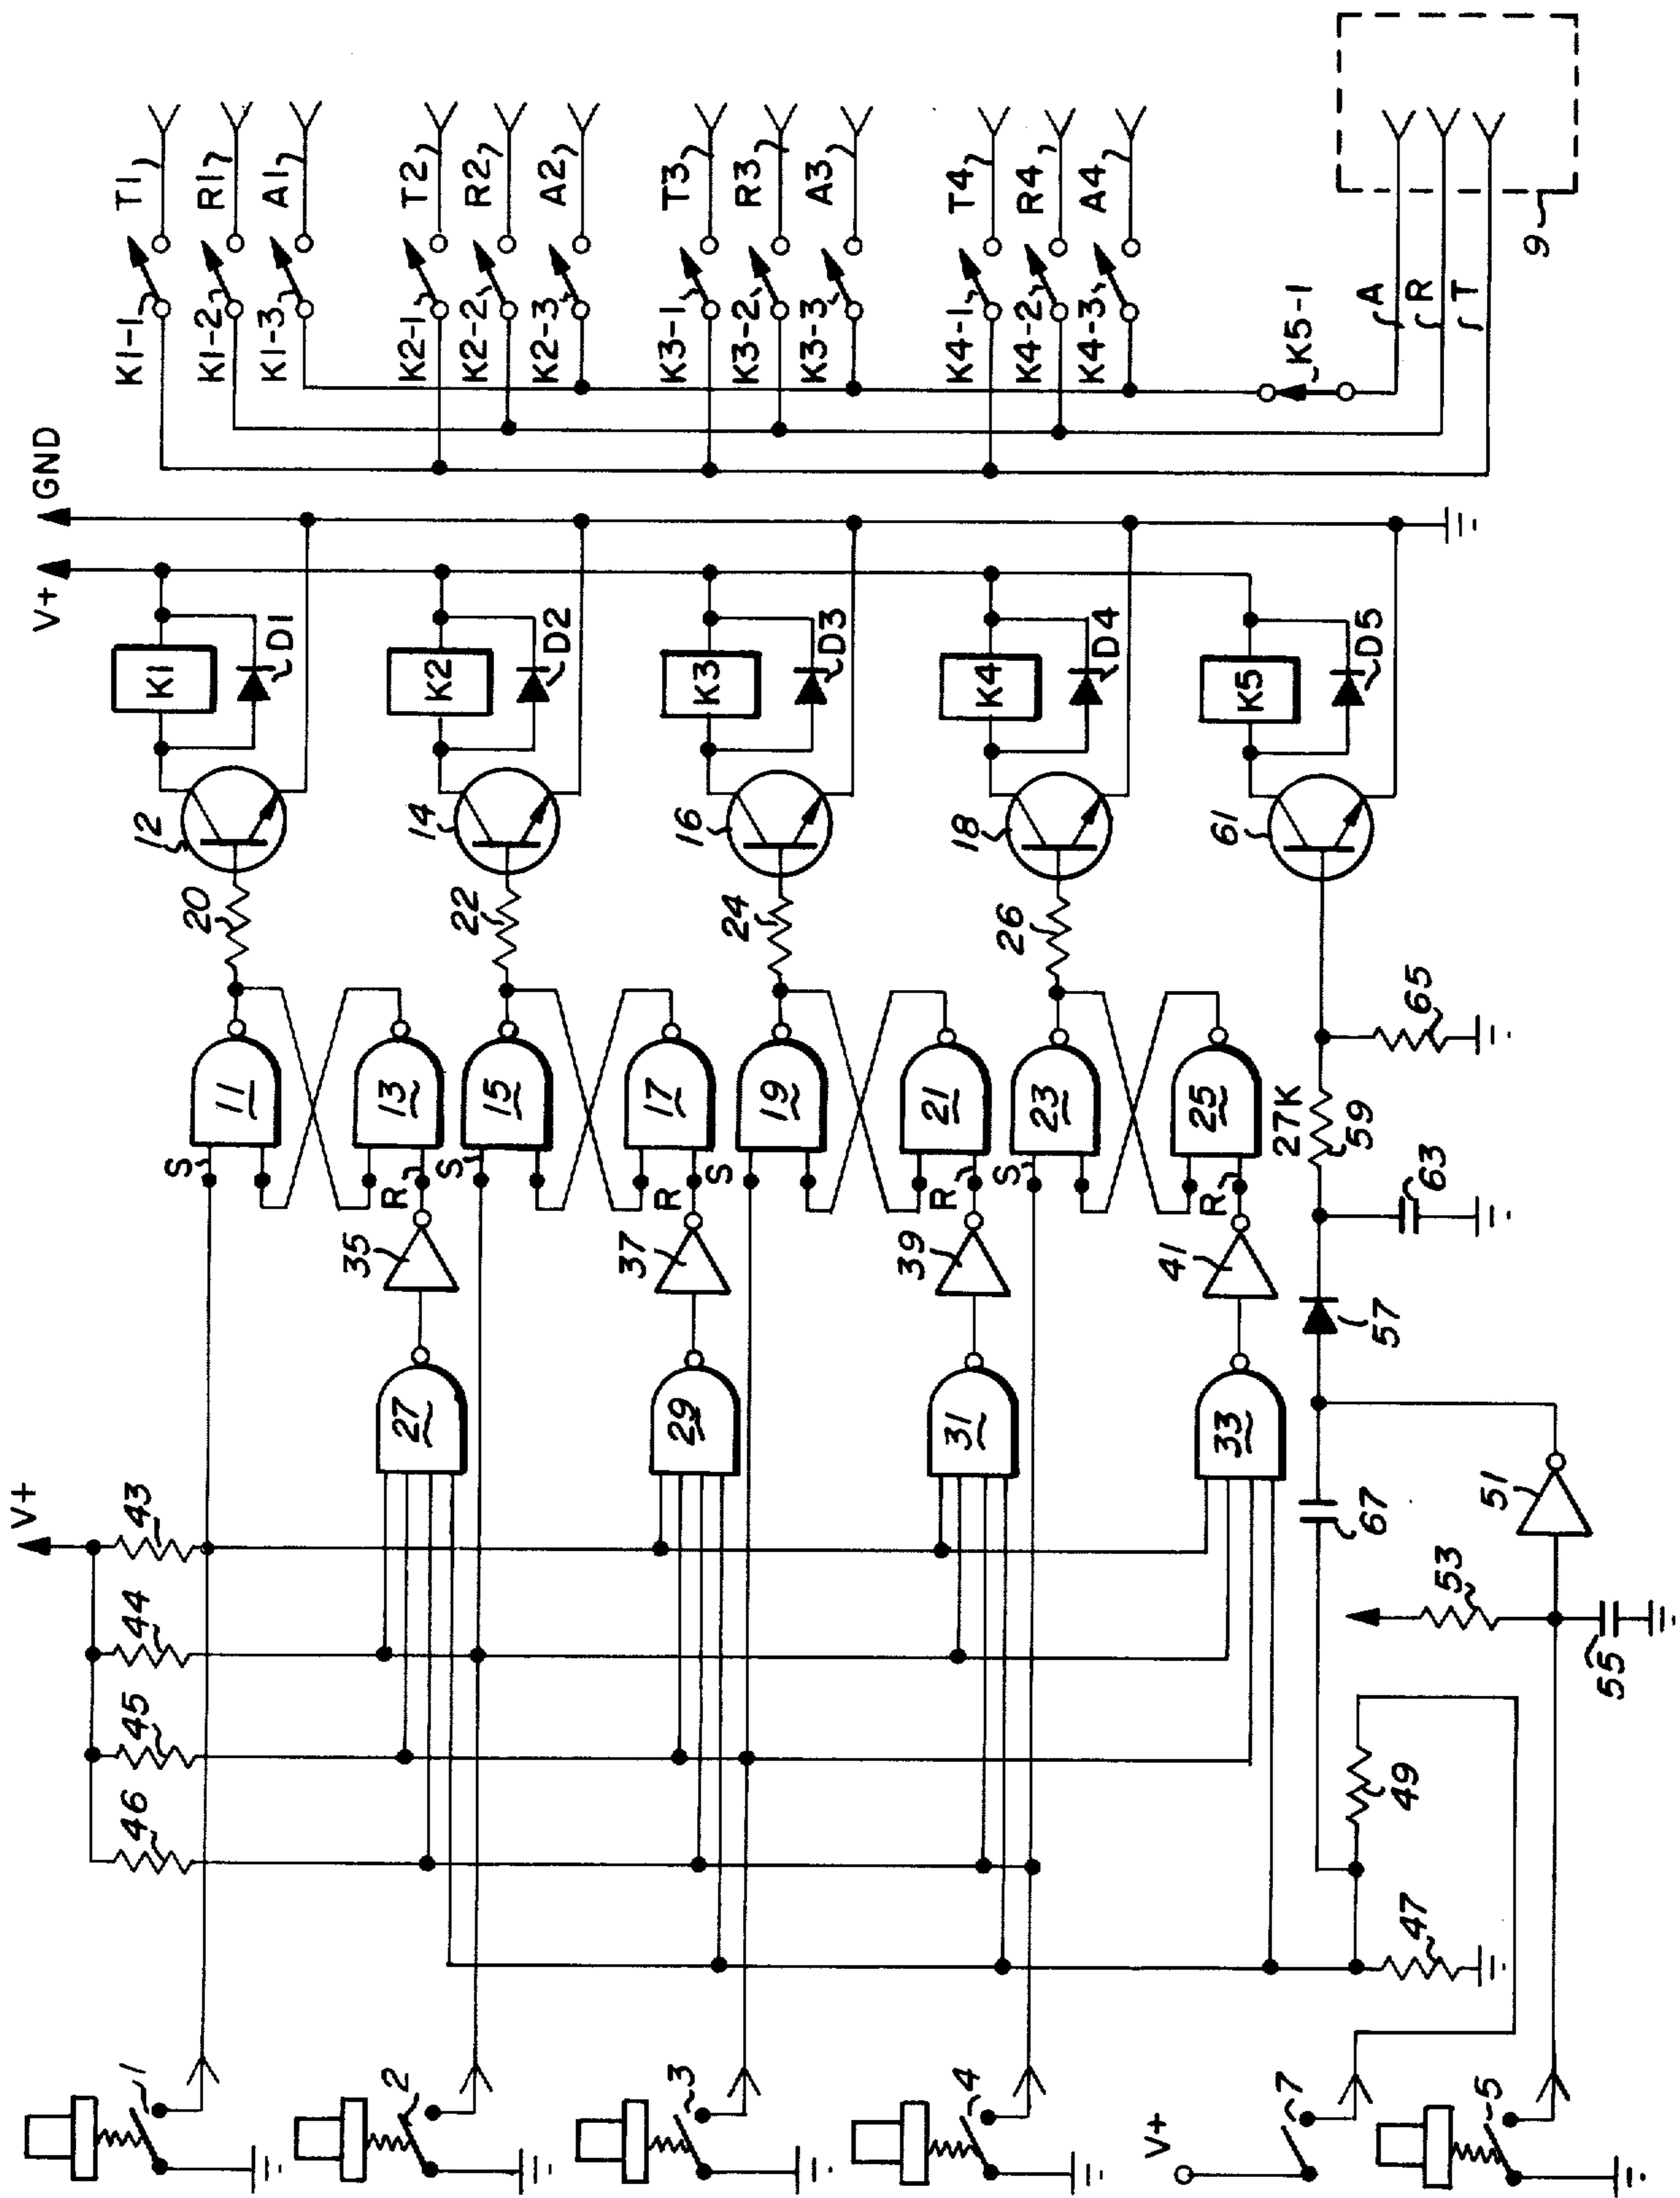 V+
GND
V+
46
45
44
43
1
2
3
4
V+
7
5
S
11
20
12
K1
D1
K1-1
T1
K1-2
R1
K1-3
A1
27
35
R
13
S
15
22
14
K2
D2
K2-1
T2
K2-2
R2
K2-3
A2
29
37
R
17
S
19
24
16
K3
D3
K3-1
T3
K3-2
R3
K3-3
A3
31
39
R
21
S
23
26
18
K4
D4
K4-1
T4
K4-2
R4
K4-3
A4
33
41
R
25
27K
59
61
K5
D5
K5-1
A
R
T
9
47
49
67
57
63
65
53
55
51